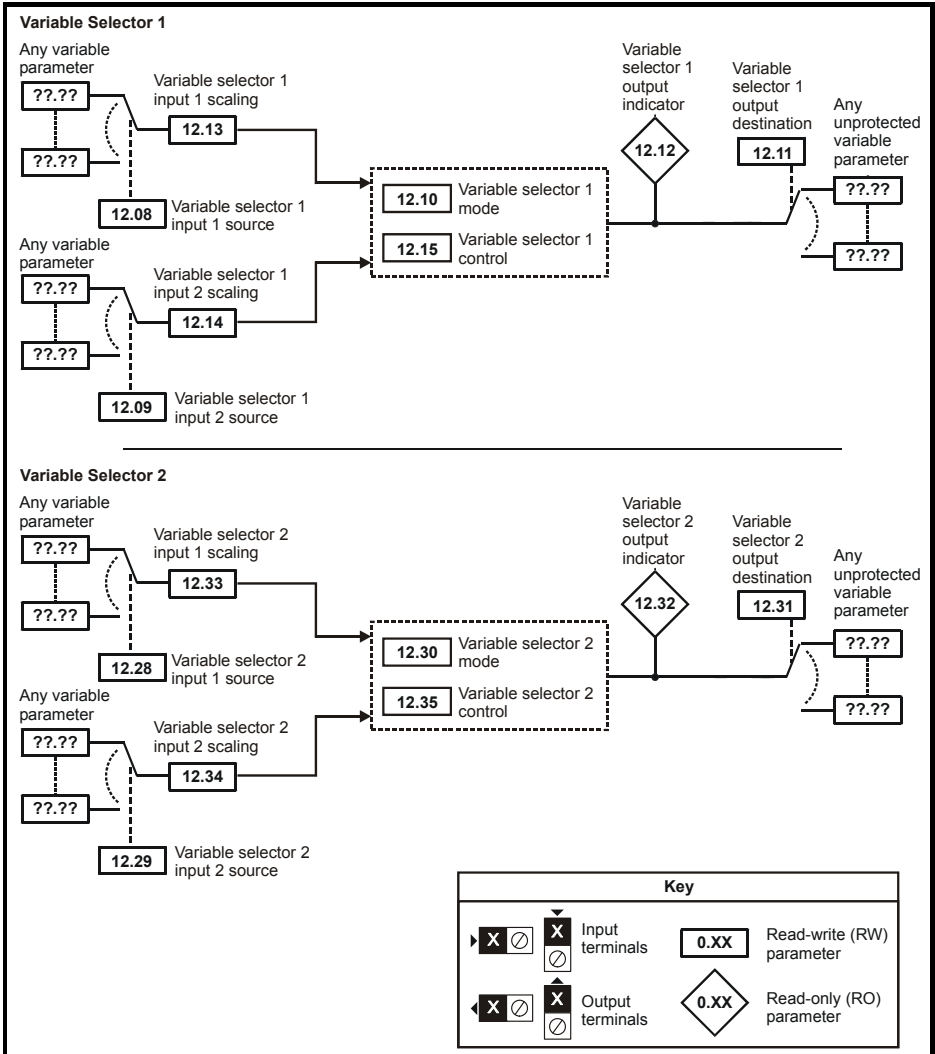 Variable Selector 1
Any variable
parameter
??.??
??.??
Variable selector 1
input 1 scaling
12.13
12.08
Variable selector 1
input 1 source
Any variable
parameter
??.??
??.??
Variable selector 1
input 2 scaling
12.14
12.09
Variable selector 1
input 2 source
12.10
Variable selector 1
mode
12.15
Variable selector 1
control
Variable
selector 1
output
indicator
12.12
Variable
selector 1
output
destination
12.11
Any
unprotected
variable
parameter
??.??
??.??
Variable Selector 2
Any variable
parameter
??.??
??.??
Variable selector 2
input 1 scaling
12.33
12.28
Variable selector 2
input 1 source
Any variable
parameter
??.??
??.??
Variable selector 2
input 2 scaling
12.34
12.29
Variable selector 2
input 2 source
12.30
Variable selector 2
mode
12.35
Variable selector 2
control
Variable
selector 2
output
indicator
12.32
Variable
selector 2
output
destination
12.31
Any
unprotected
variable
parameter
??.??
??.??
Key
X
X
Input
terminals
0.XX
Read-write (RW)
parameter
X
X
Output
terminals
0.XX
Read-only (RO)
parameter